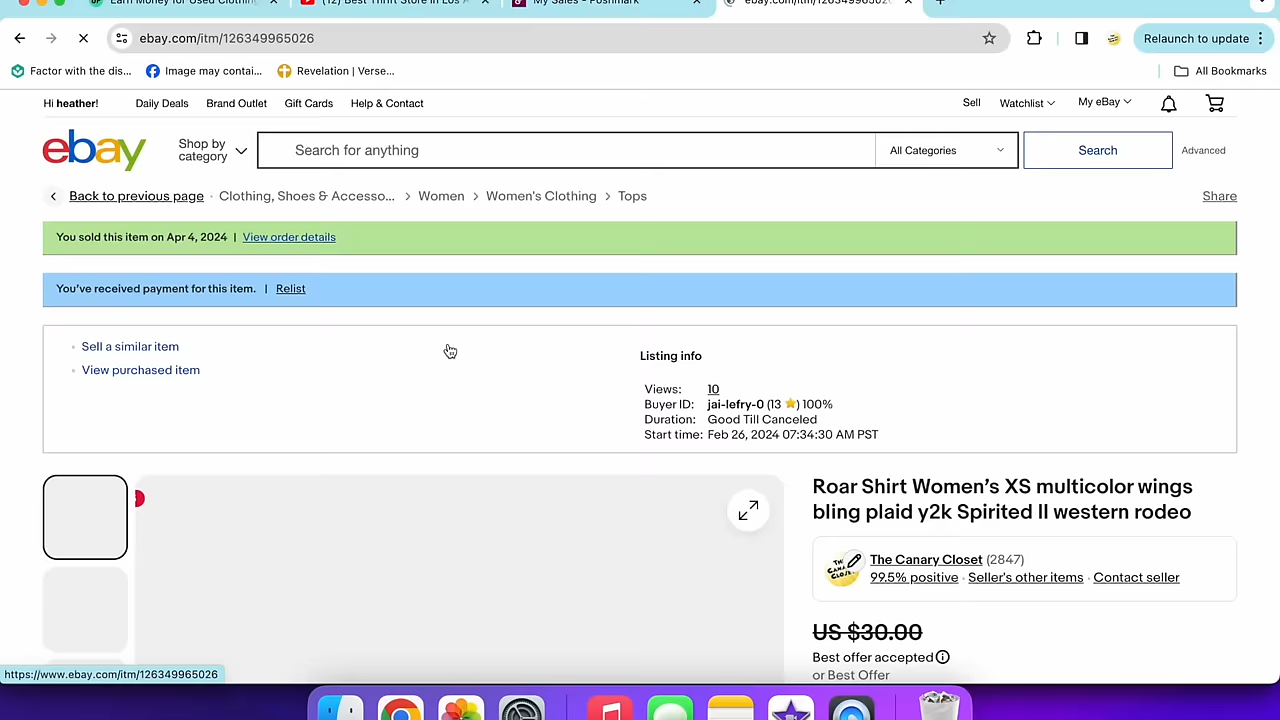 Earn Money for Used Clothing
(12) Best Thrift Store in Los A
My Sales - Poshmark
ebay.com/itm/126349965026
ebay.com/itm/126349965026
Relaunch to update
Factor with the dis...
Image may contai...
Revelation | Verse...
All Bookmarks
Hi heather!
Daily Deals
Brand Outlet
Gift Cards
Help & Contact
Sell
Watchlist
My eBay
ebay
Shop by category
Search for anything
All Categories
Search
Advanced
Back to previous page
Clothing, Shoes & Accesso... > Women > Women's Clothing > Tops
Share
You sold this item on Apr 4, 2024 | View order details
You've received payment for this item. | Relist
Sell a similar item
View purchased item
Listing info
Views: 10
Buyer ID: jai-lefry-0 (13 ) 100%
Duration: Good Till Canceled
Start time: Feb 26, 2024 07:34:30 AM PST
Roar Shirt Women's XS multicolor wings
bling plaid y2k Spirited II western rodeo
THE CANARY CLOSET
The Canary Closet (2847)
99.5% positive · Seller's other items · Contact seller
US $30.00
Best offer accepted
or Best Offer
https://www.ebay.com/itm/126349965026